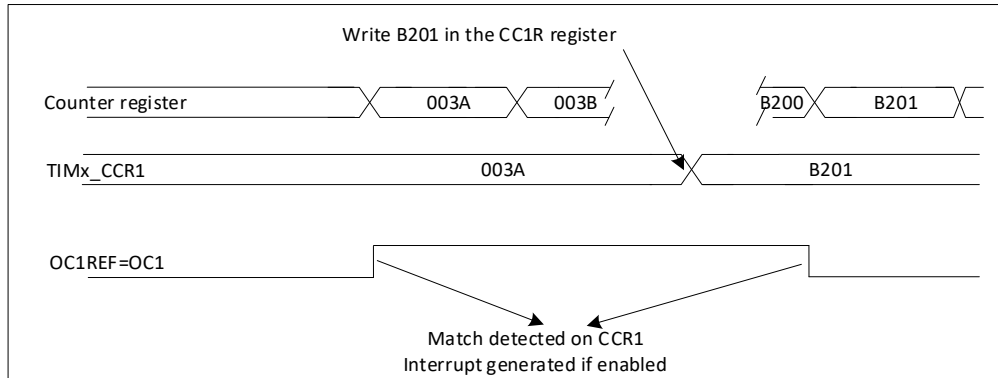 Write B201 in the CC1R register
Counter register 003A 003B B200 B201
TIMx_CCR1 003A B201
OC1REF=OC1
Match detected on CCR1
Interrupt generated if enabled